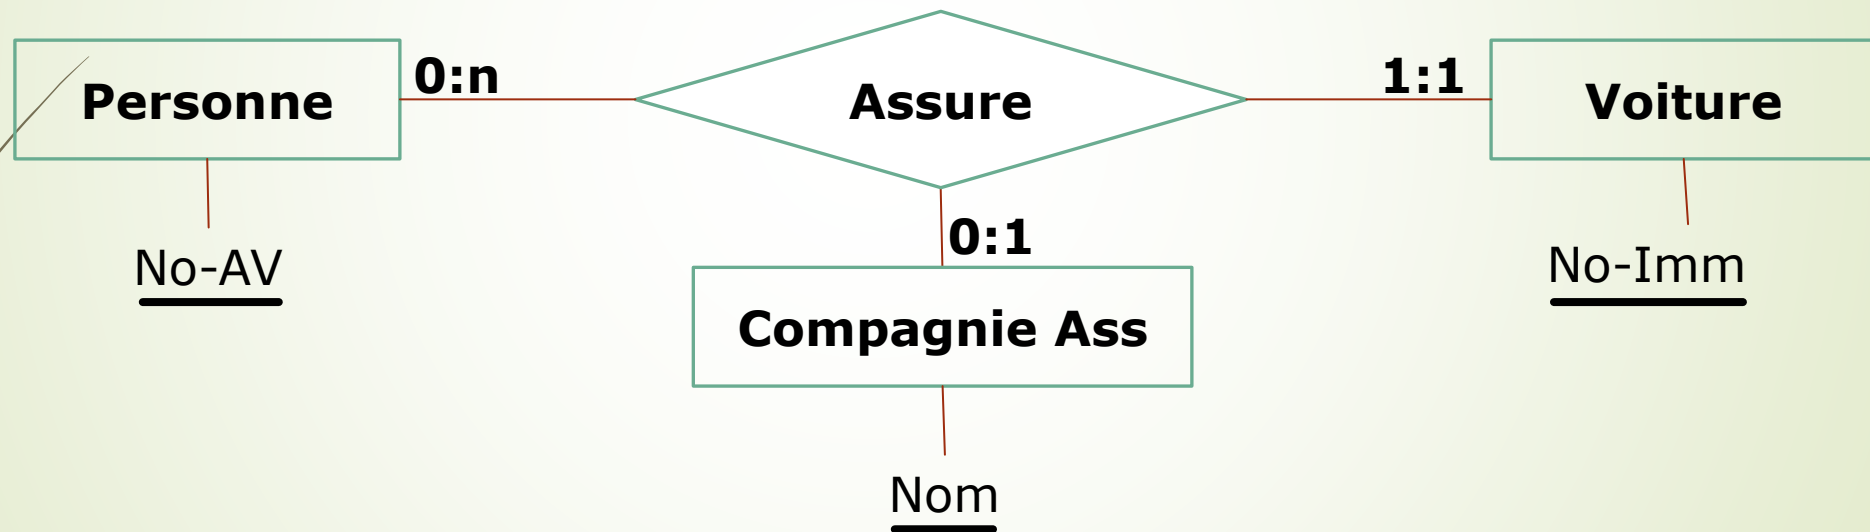 0:n
1:1
Personne
Assure
Voiture
0:1
No-AV
No-Imm
Compagnie Ass
Nom